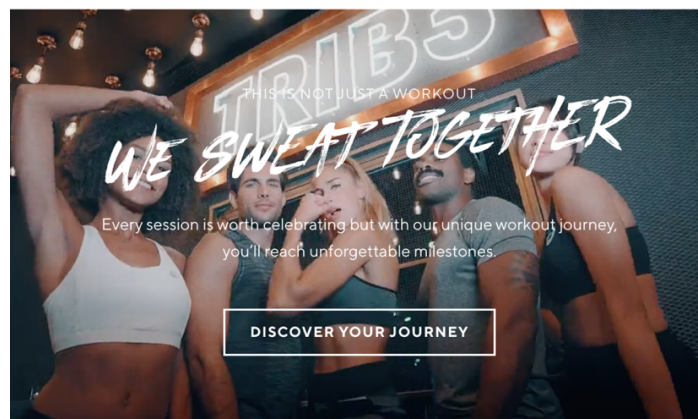 TRIB3
THIS IS NOT JUST A WORKOUT
WE SWEAT TOGETHER
Every session is worth celebrating but with our unique workout journey,
you'll reach unforgettable milestones.
DISCOVER YOUR JOURNEY